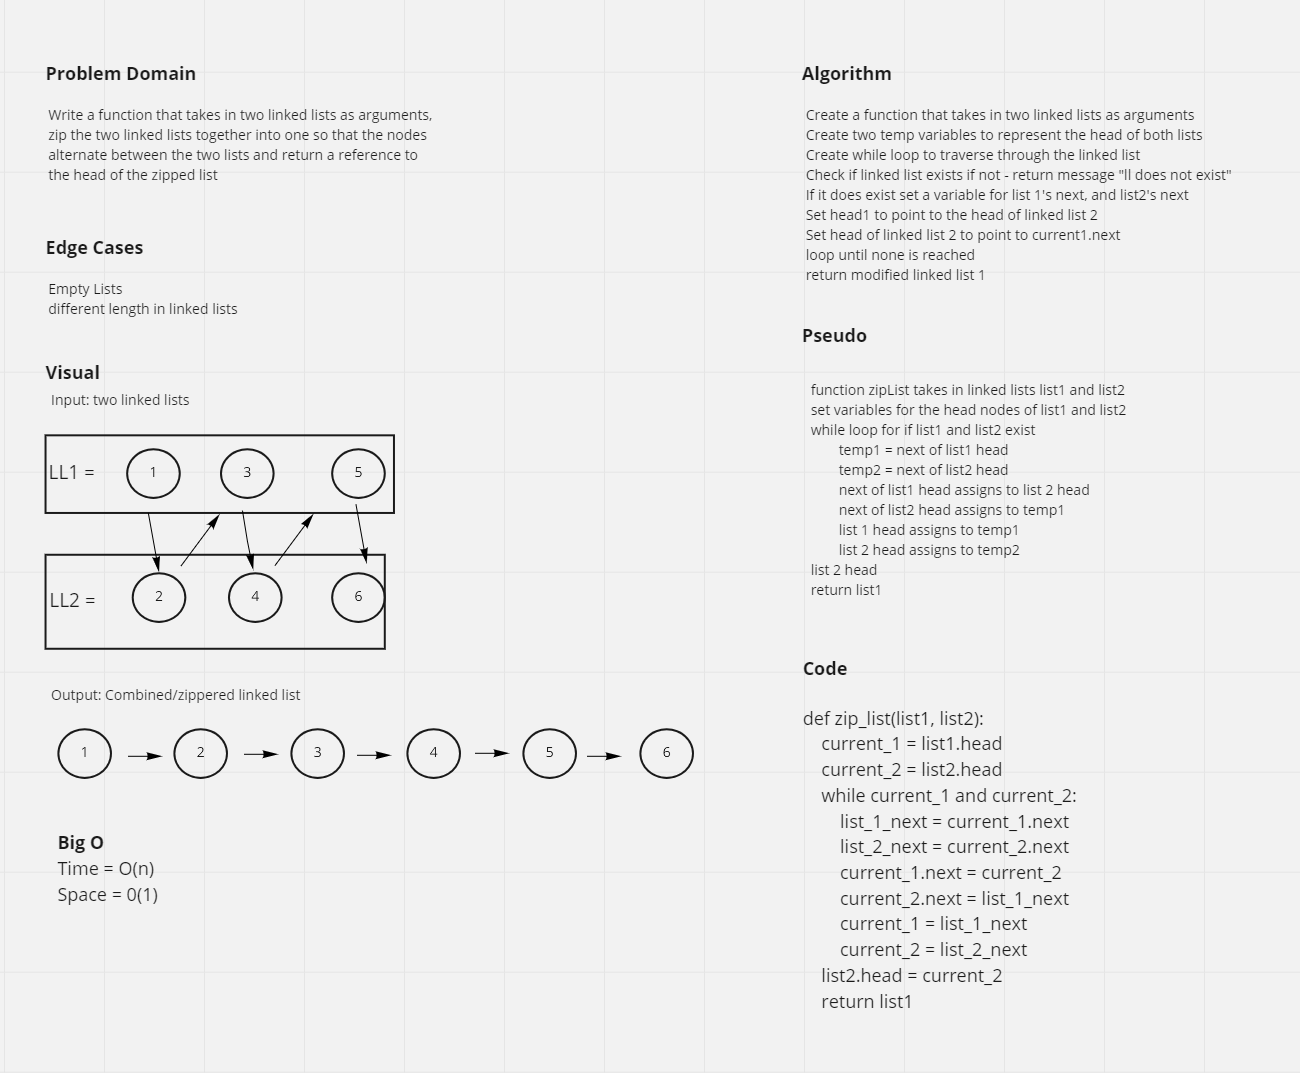 Problem Domain
Write a function that takes in two linked lists as arguments,
zip the two linked lists together into one so that the nodes
alternate between the two lists and return a reference to
the head of the zipped list
Edge Cases
Empty Lists
different length in linked lists
Visual
Input: two linked lists
LL1 = 1 3 5
LL2 = 2 4 6
Output: Combined/zippered linked list
1 2 3 4 5 6
Big O
Time = O(n)
Space = 0(1)
Algorithm
Create a function that takes in two linked lists as arguments
Create two temp variables to represent the head of both lists
Create while loop to traverse through the linked list
Check if linked list exists if not - return message "ll does not exist"
If it does exist set a variable for list 1's next, and list2's next
Set head1 to point to the head of linked list 2
Set head of linked list 2 to point to current1.next
loop until none is reached
return modified linked list 1
Pseudo
function zipList takes in linked lists list1 and list2
set variables for the head nodes of list1 and list2
while loop for if list1 and list2 exist
temp1 = next of list1 head
temp2 = next of list2 head
next of list1 head assigns to list 2 head
next of list2 head assigns to temp1
list 1 head assigns to temp1
list 2 head assigns to temp2
list 2 head
return list1
Code
def zip_list(list1, list2):
current_1 = list1.head
current_2 = list2.head
while current_1 and current_2:
list_1_next = current_1.next
list_2_next = current_2.next
current_1.next = current_2
current_2.next = list_1_next
current_1 = list_1_next
current_2 = list_2_next
list2.head = current_2
return list1